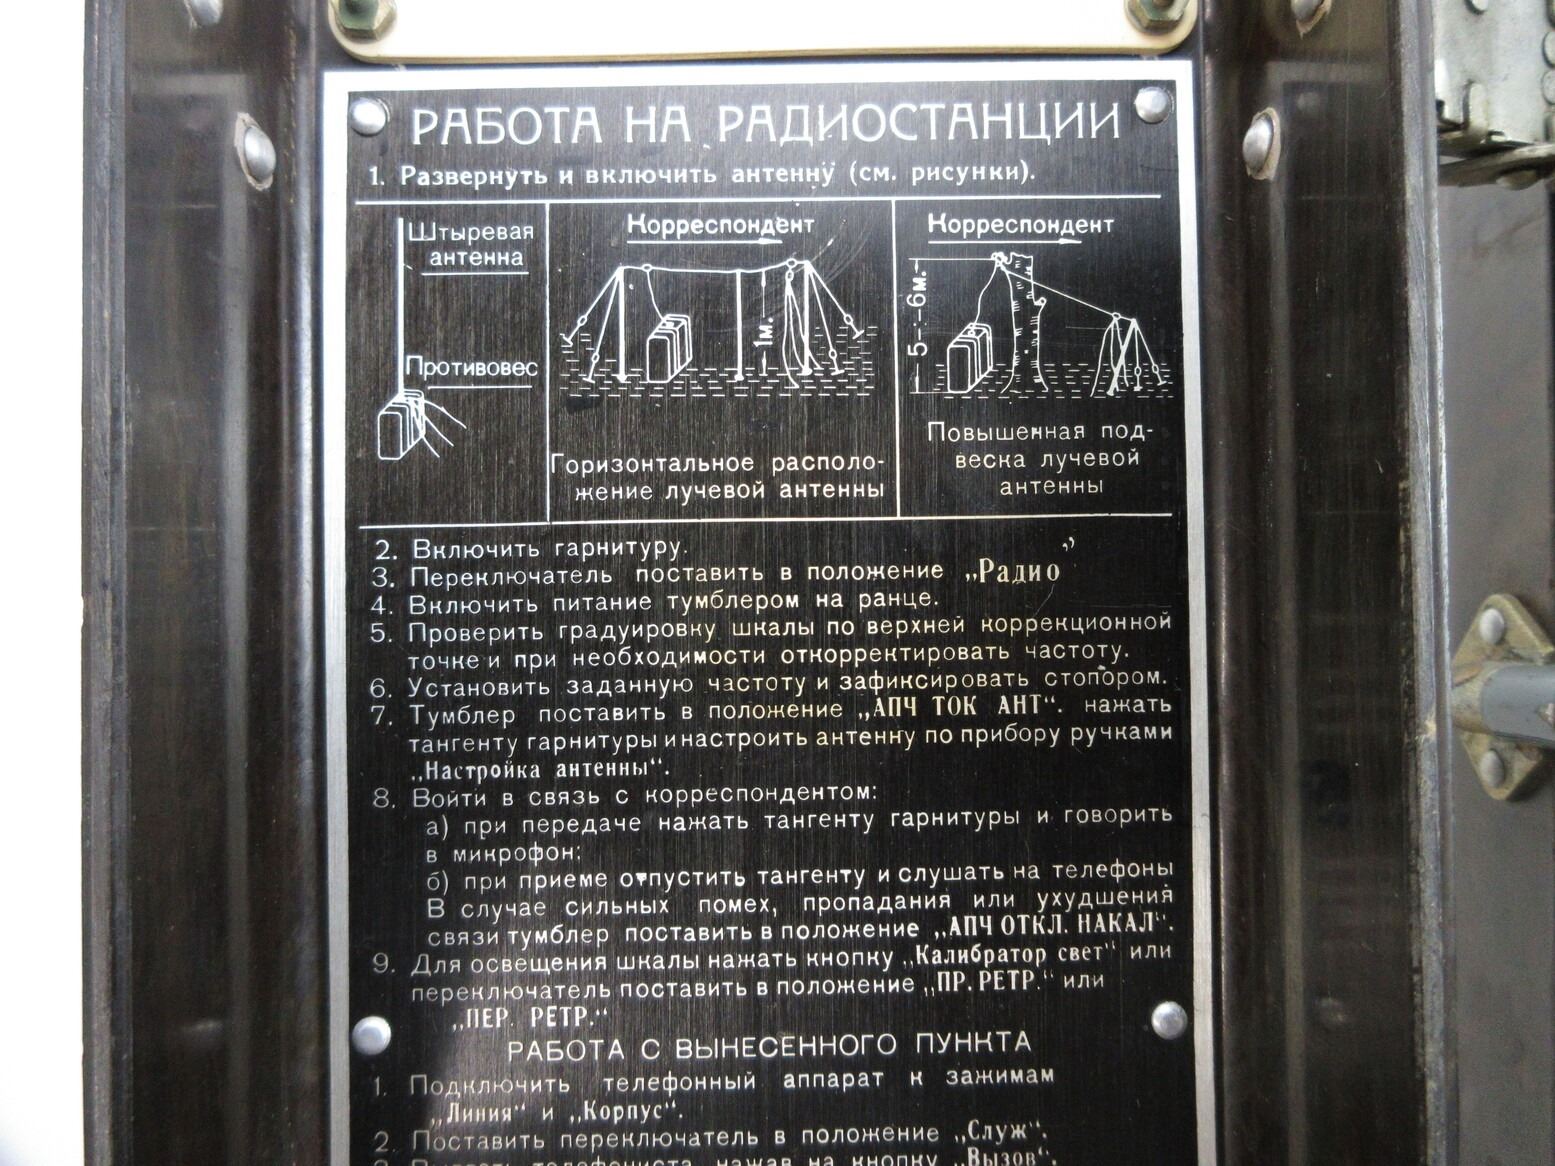 РАБОТА НА РАДИОСТАНЦИИ
1. Развернуть и включить антенну (см. рисунки).
Штыревая
антенна
Противовес
Корреспондент
1м.
Горизонтальное располо-
жение лучевой антенны
Корреспондент
5--6м.
Повышенная под-
веска лучевой
антенны
2. Включить гарнитуру.
3. Переключатель поставить в положение „Радио”
4. Включить питание тумблером на ранце.
5. Проверить градуировку шкалы по верхней коррекционной
точке и при необходимости откорректировать частоту.
6. Установить заданную частоту и зафиксировать стопором.
7. Тумблер поставить в положение „АПЧ ТОК АНТ“. нажать
тангенту гарнитуры и настроить антенну по прибору ручками
„Настройка антенны“.
8. Войти в связь с корреспондентом:
а) при передаче нажать тангенту гарнитуры и говорить
в микрофон:
б) при приеме отпустить тангенту и слушать на телефоны
В случае сильных помех, пропадания или ухудшения
связи тумблер поставить в положение „АПЧ ОТКЛ. НАКАЛ“.
9. Для освещения шкалы нажать кнопку „Калибратор свет“ или
переключатель поставить в положение „ПР. РЕТР.“ или
„ПЕР. РЕТР.“
РАБОТА С ВЫНЕСЕННОГО ПУНКТА
1. Подключить телефонный аппарат к зажимам
„Линия“ и „Корпус“.
2. Поставить переключатель в положение „Служ“.
телефониста нажав на кнопку „Вызов“.